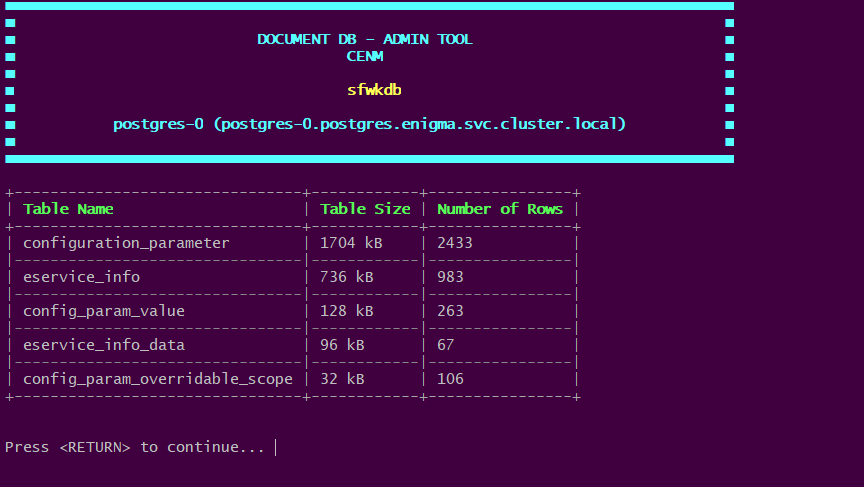 DOCUMENT DB - ADMIN TOOL
CENM
sfwkdb
postgres-0 (postgres-0.postgres.enigma.svc.cluster.local)
Table Name | Table Size | Number of Rows
configuration_parameter | 1704 kB | 2433
eservice_info | 736 kB | 983
config_param_value | 128 kB | 263
eservice_info_data | 96 kB | 67
config_param_overridable_scope | 32 kB | 106
Press <RETURN> to continue...